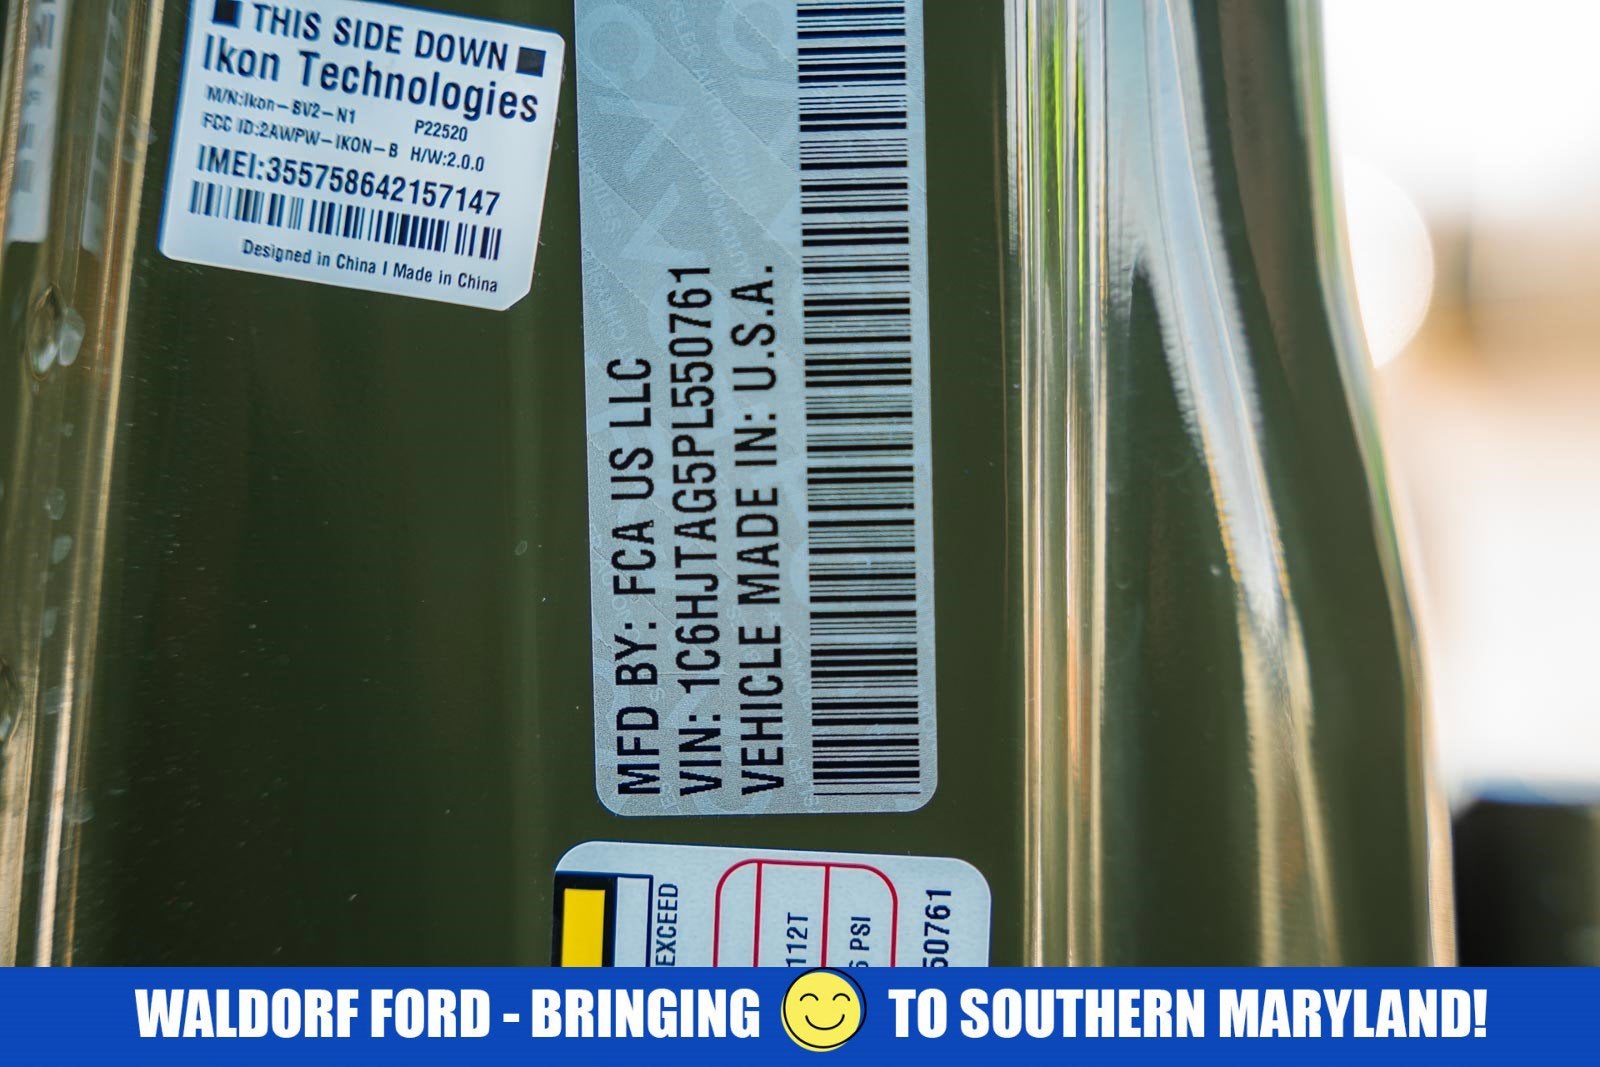 THIS SIDE DOWN
Ikon Technologies
M/N:Ikon-BV2-N1
P22520
FCC ID:2AWPW-IKON-B H/W:2.0.0
IMEI:355758642157147
Designed in China I Made in China
MFD BY: FCA US LLC
VIN: 1C6HJTAG5PL550761
VEHICLE MADE IN: U.S.A.
EXCEED
112T
PSI
50761
WALDORF FORD - BRINGING TO SOUTHERN MARYLAND!